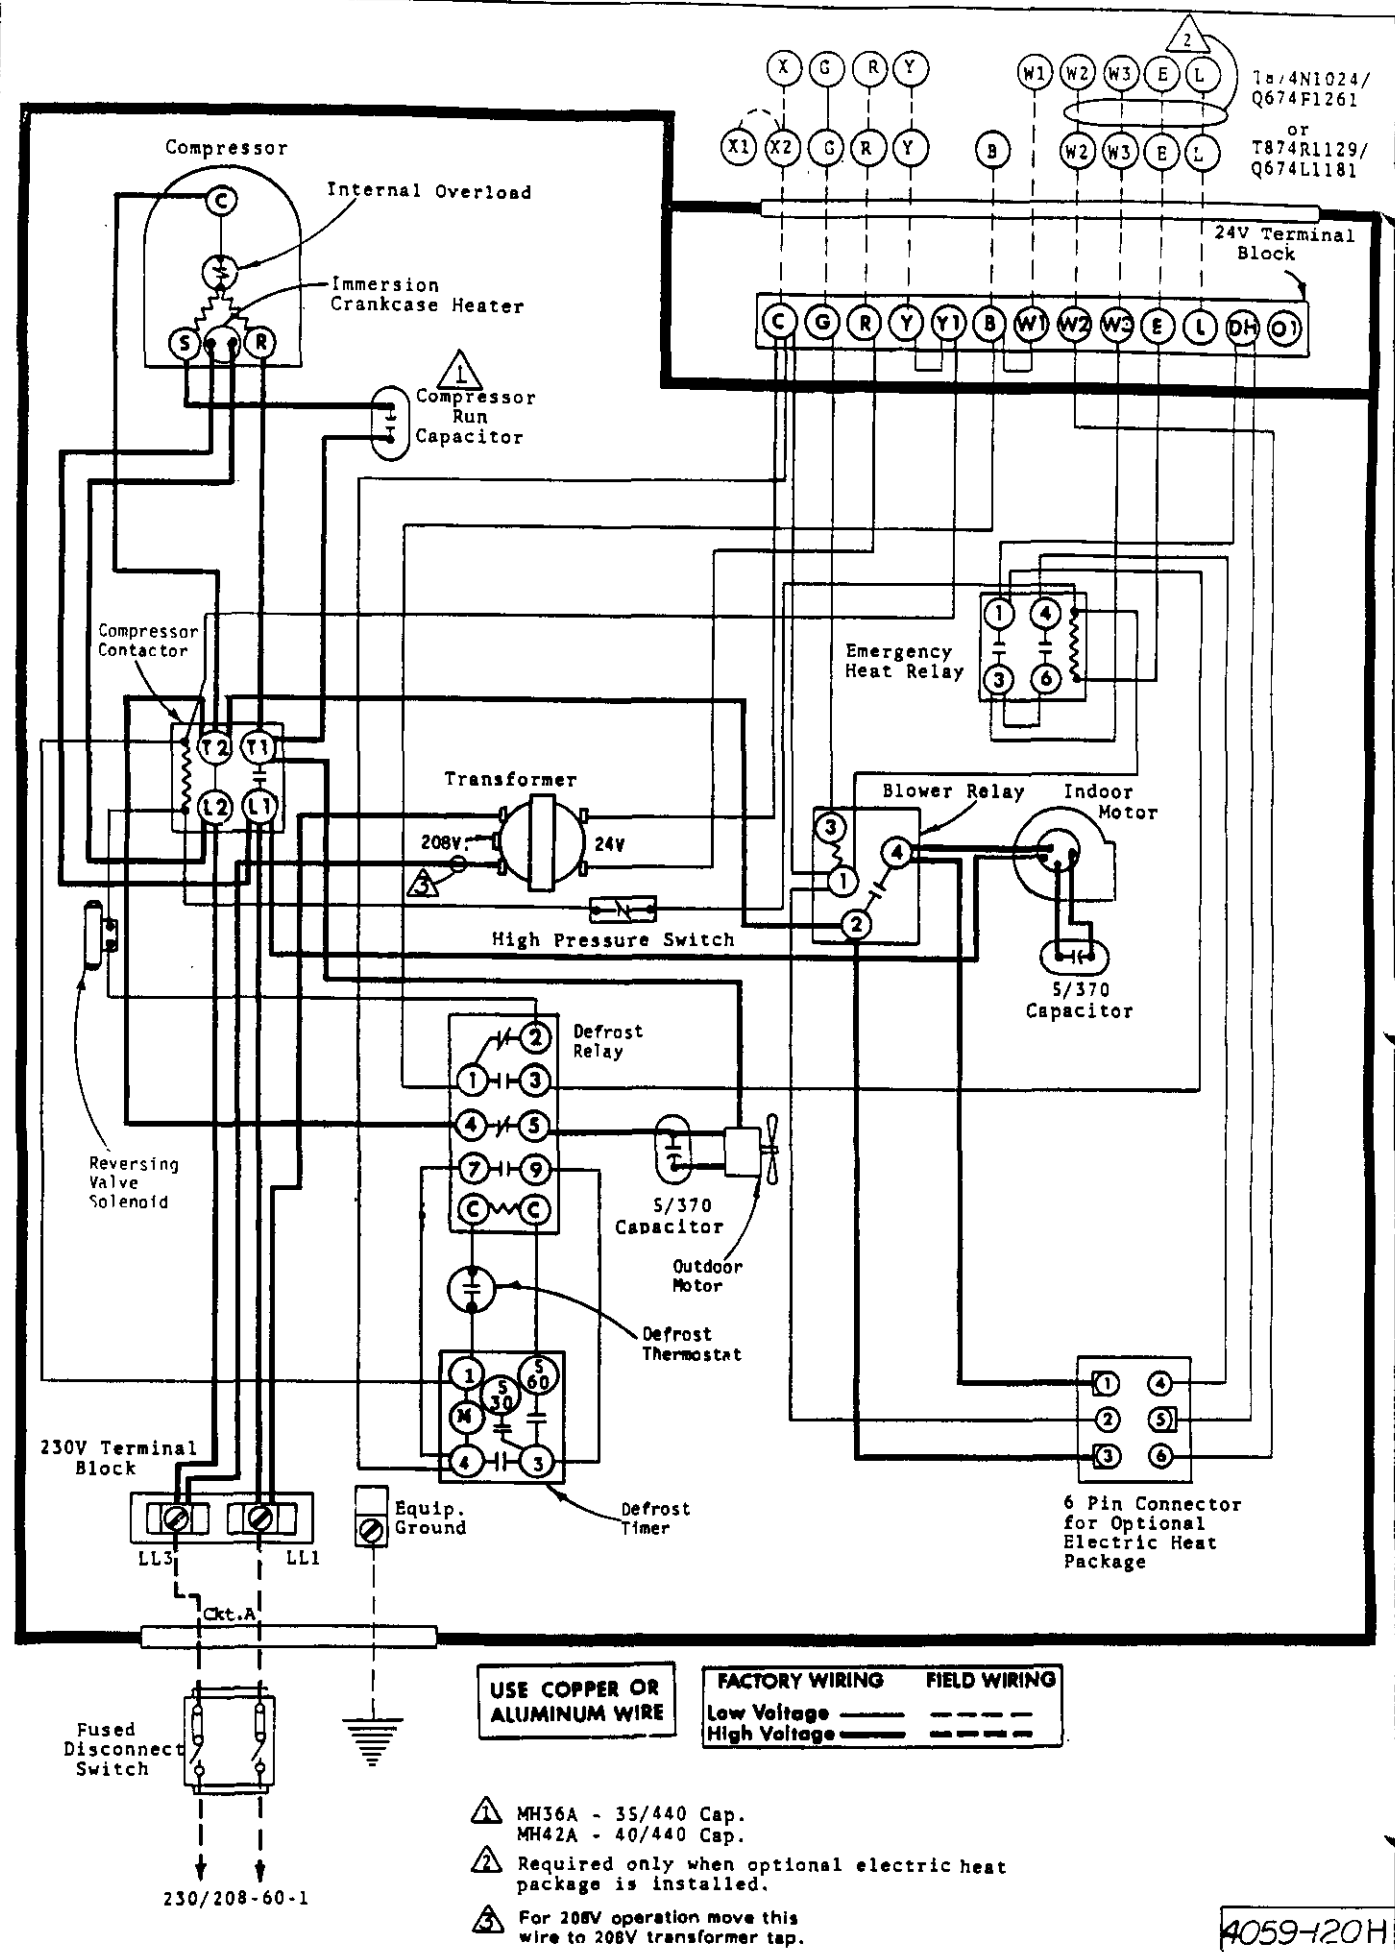 2
X G R Y W1 W2 W3 E L
T874N1024/
Q674F1261
or
X1 X2 G R Y B W2 W3 E L
T874R1129/
Q674L1181
Compressor
C
Internal Overload
24V Terminal
Block
Immersion
Crankcase Heater
S R
C G R Y Y1 B W1 W2 W3 E L DH O1
1
Compressor
Run
Capacitor
Compressor
Contactor
1 4
Emergency
Heat Relay
3 6
T2 T1
L2 L1
Transformer
208V.
24V
3
Blower Relay
3
4
1
2
Indoor
Motor
High Pressure Switch
5/370
Capacitor
Defrost
Relay
2
1 3
4 5
7 9
C C
Reversing
Valve
Solenoid
5/370
Capacitor
Outdoor
Motor
Defrost
Thermostat
1
S
30
S
60
M
4 3
1 4
2 5
3 6
230V Terminal
Block
LL3 LL1
Equip.
Ground
Defrost
Timer
6 Pin Connector
for Optional
Electric Heat
Package
Ckt.A
USE COPPER OR
ALUMINUM WIRE
FACTORY WIRING FIELD WIRING
Low Voltage
High Voltage
Fused
Disconnect
Switch
230/208-60-1
1 MH36A - 35/440 Cap.
MH42A - 40/440 Cap.
2 Required only when optional electric heat
package is installed.
3 For 208V operation move this
wire to 208V transformer tap.
4059-120H